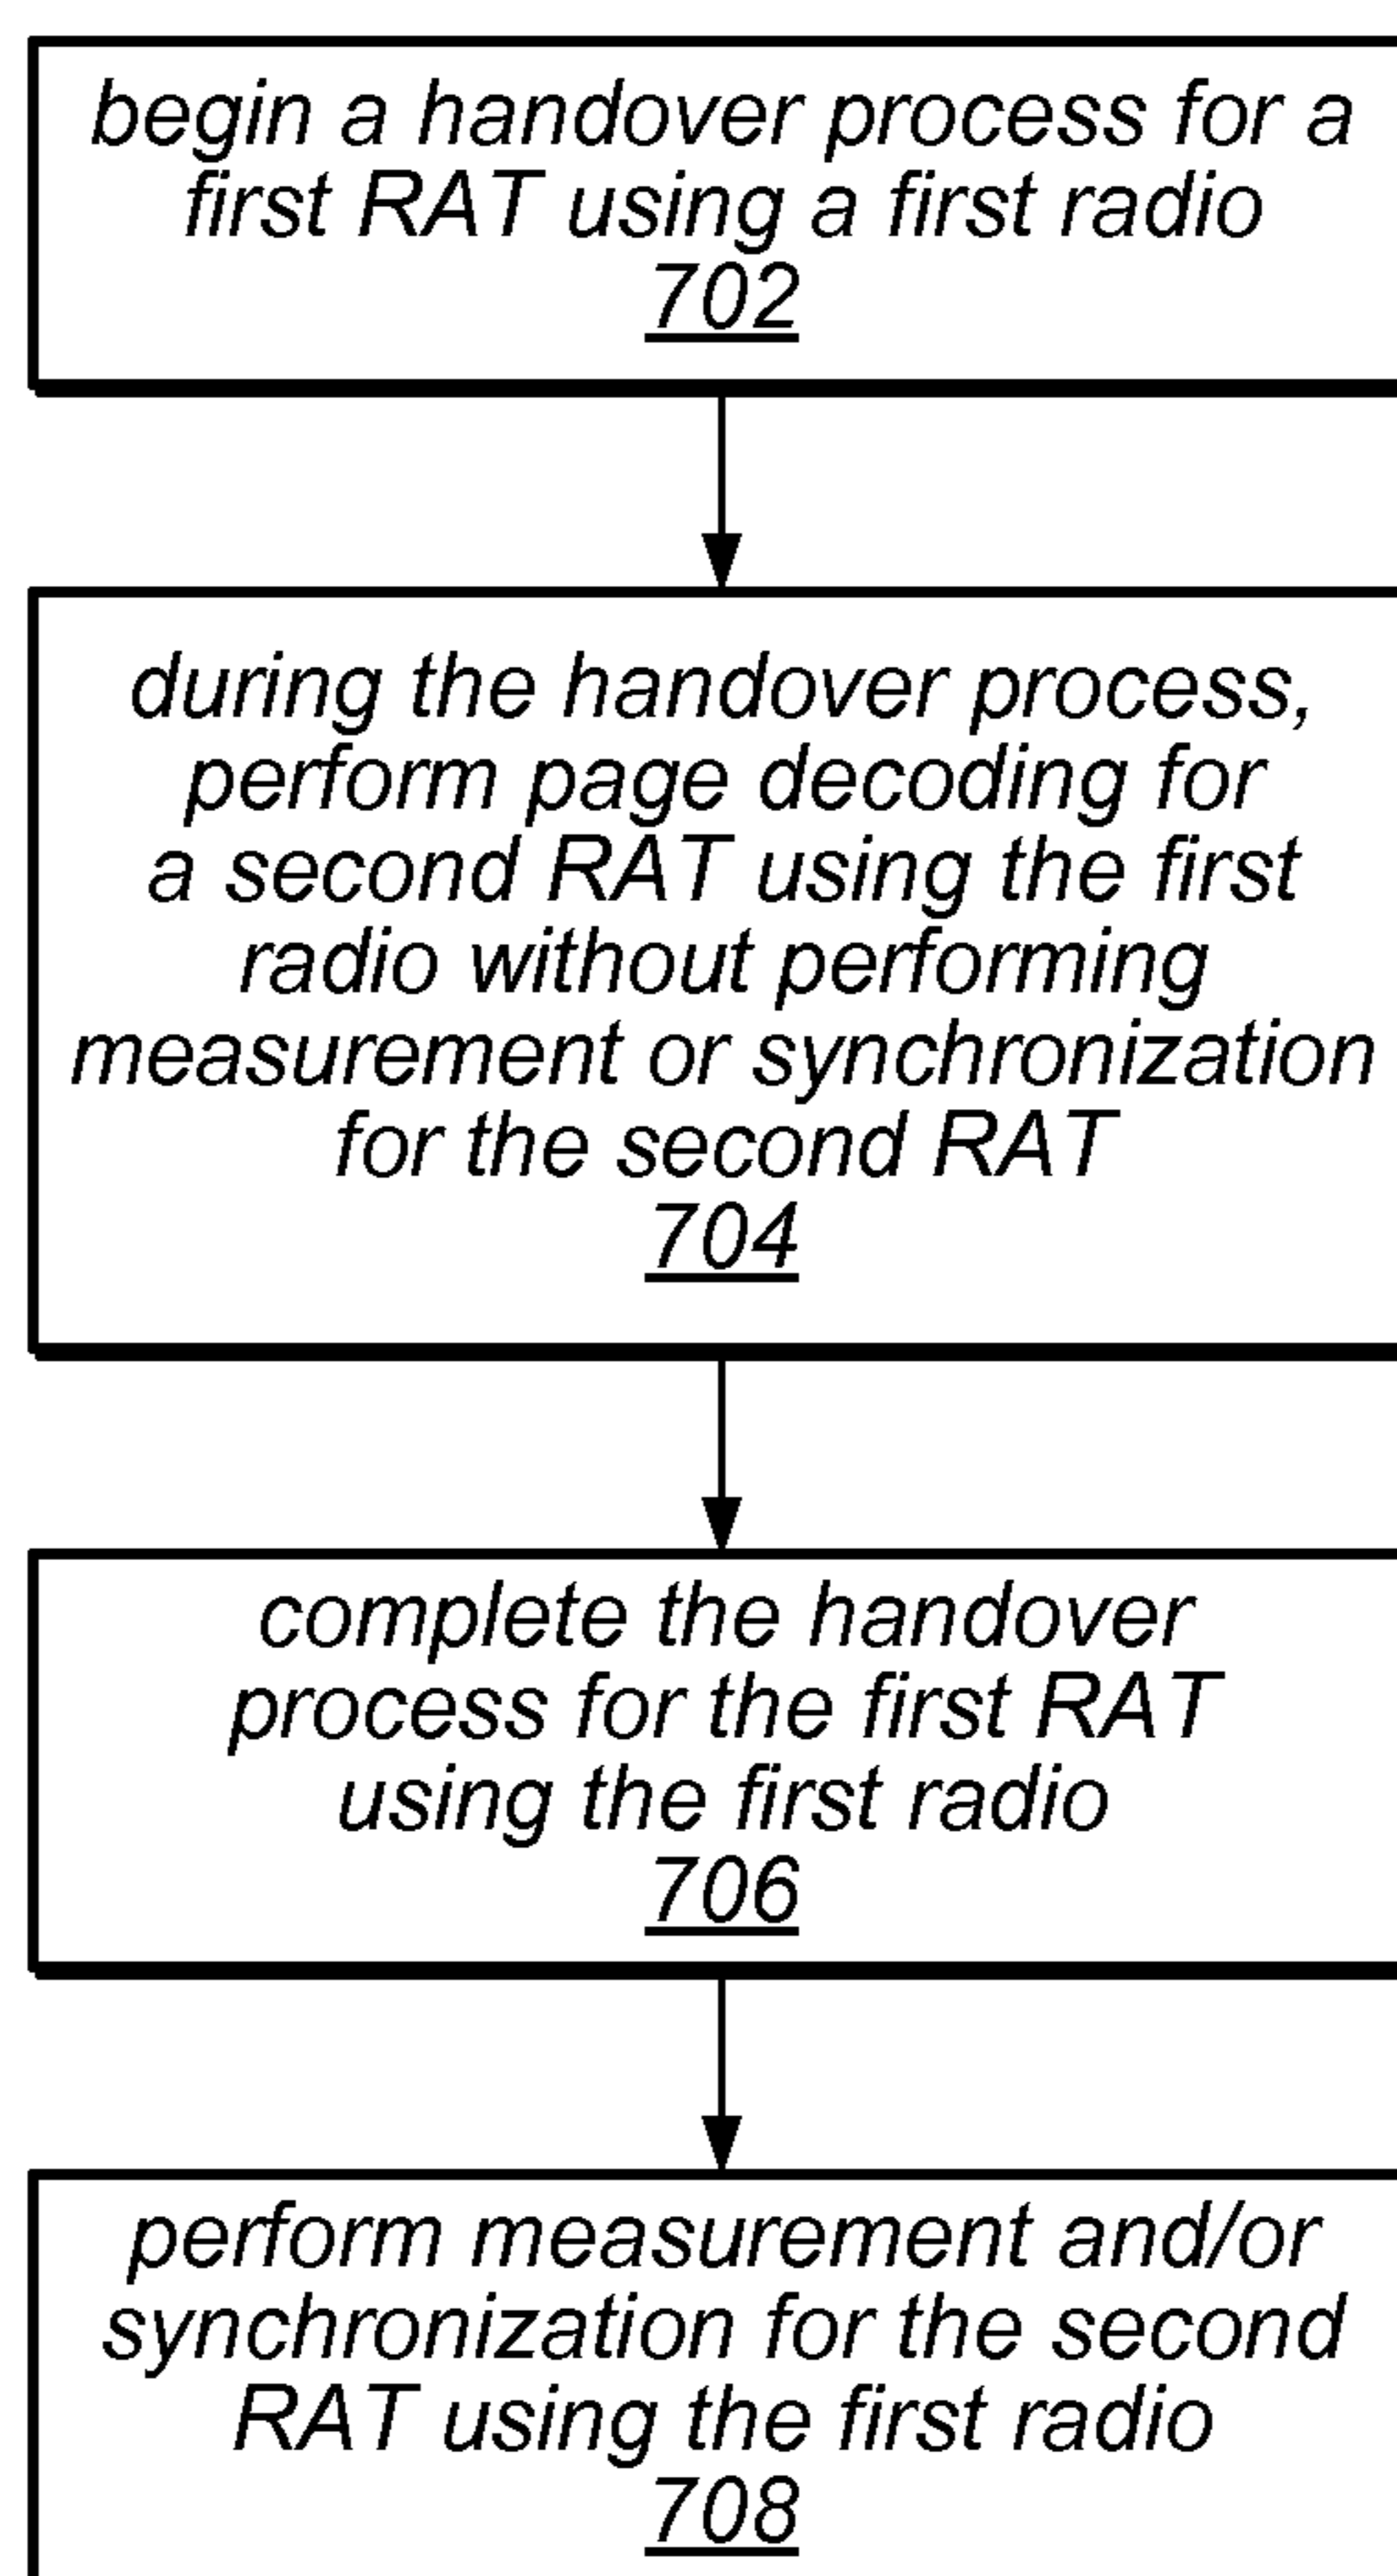 begin a handover process for a
first RAT using a first radio
702
during the handover process,
perform page decoding for
a second RAT using the first
radio without performing
measurement or synchronization
for the second RAT
704
complete the handover
process for the first RAT
using the first radio
706
perform measurement and/or
synchronization for the second
RAT using the first radio
708